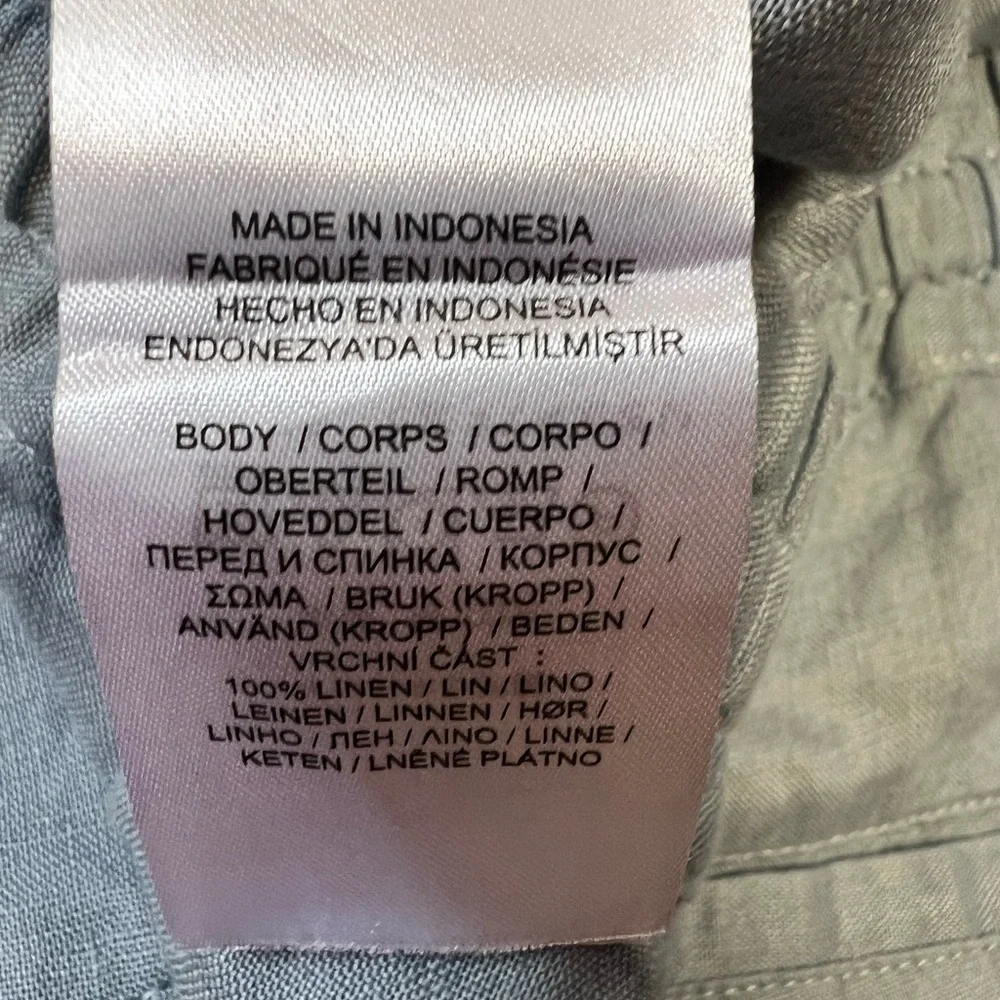 MADE IN INDONESIA
FABRIQUÉ EN INDONÉSIE
HECHO EN INDONESIA
ENDONEZYA'DA ÜRETİLMİŞTİR
BODY / CORPS / CORPO /
OBERTEIL / ROMP /
HOVEDDEL / CUERPO /
ПЕРЕД И СПИНКА / КОРПУС /
ΣΩΜΑ / BRUK (KROPP) /
ANVÄND (KROPP) / BEDEN /
VRCHNÍ ČÁST :
100% LINEN / LIN / LINO /
LEINEN / LINNEN / HØR /
LINHO / ЛЕН / ΛΙΝΟ / LINNE /
KETEN / LNĚNÉ PLÁTNO